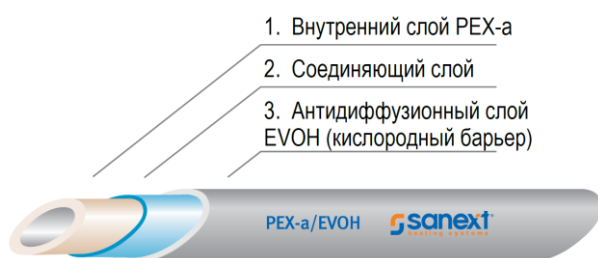 1. Внутренний слой PEX-a
2. Соединяющий слой
3. Антидиффузионный слой
EVOH (кислородный барьер)
PEX-a/EVOH sanext
heating systems